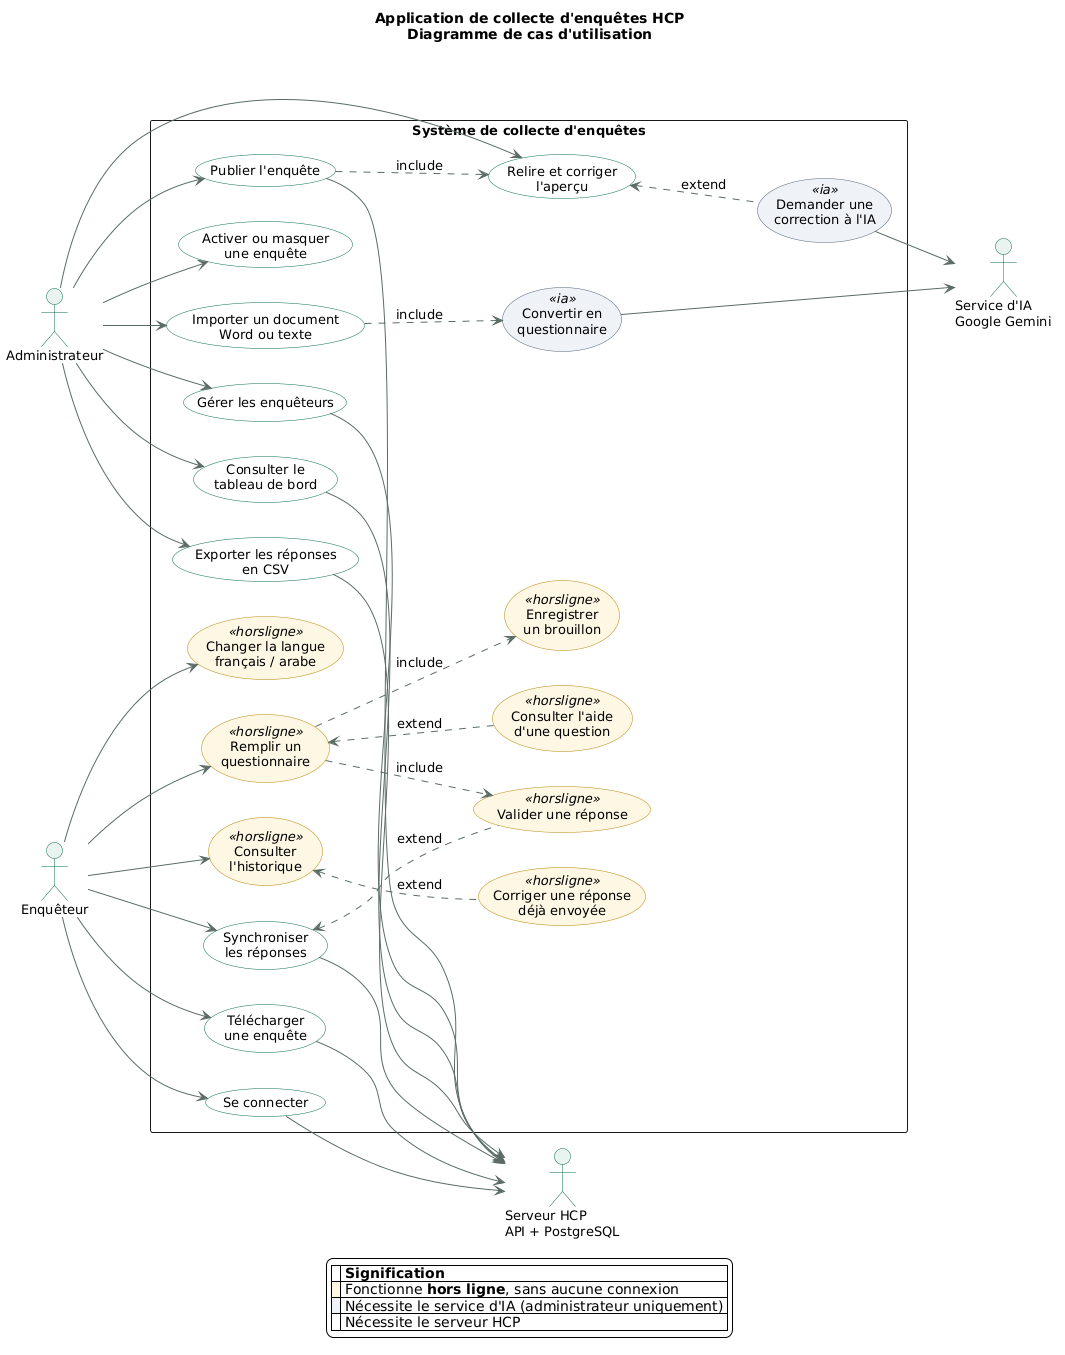 Application de collecte d'enquêtes HCP
Diagramme de cas d'utilisation
Système de collecte d'enquêtes
Publier l'enquête
include
Relire et corriger
l'aperçu
extend
«ia»
Demander une
correction à l'IA
Activer ou masquer
une enquête
Service d'IA
Google Gemini
Administrateur
Importer un document
Word ou texte
include
«ia»
Convertir en
questionnaire
Gérer les enquêteurs
Consulter le
tableau de bord
Exporter les réponses
en CSV
«horsligne»
Enregistrer
un brouillon
«horsligne»
Changer la langue
français / arabe
include
«horsligne»
Remplir un
questionnaire
extend
«horsligne»
Consulter l'aide
d'une question
include
«horsligne»
Valider une réponse
«horsligne»
Consulter
l'historique
extend
extend
«horsligne»
Corriger une réponse
déjà envoyée
Enquêteur
Synchroniser
les réponses
Télécharger
une enquête
Se connecter
Serveur HCP
API + PostgreSQL
Signification
Fonctionne hors ligne, sans aucune connexion
Nécessite le service d'IA (administrateur uniquement)
Nécessite le serveur HCP